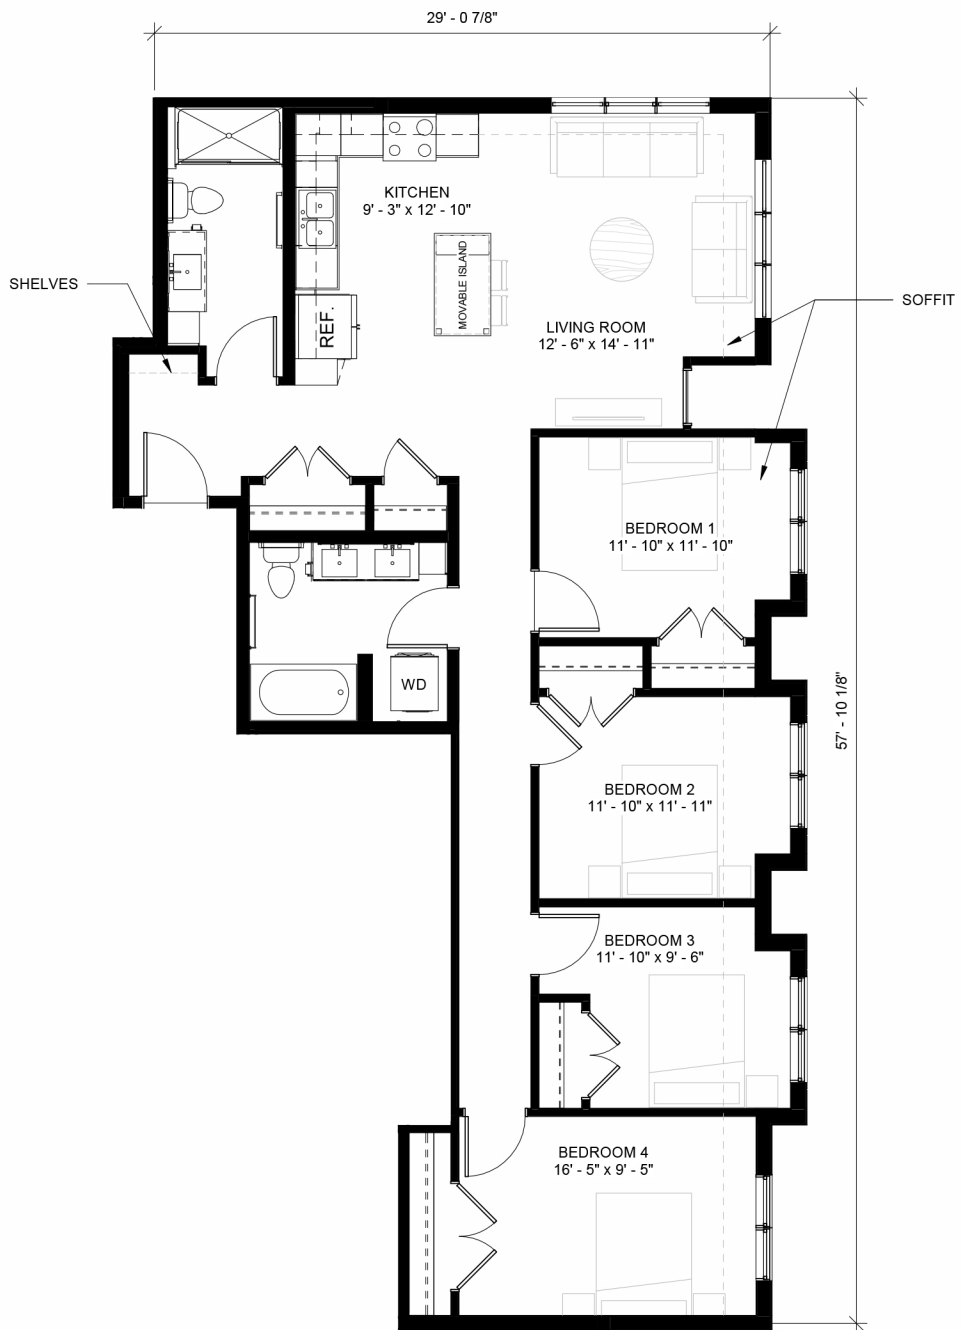 29' - 0 7/8"
KITCHEN
9' - 3" x 12' - 10"
MOVABLE ISLAND
SHELVES
SOFFIT
REF.
LIVING ROOM
12' - 6" x 14' - 11"
BEDROOM 1
11' - 10" x 11' - 10"
WD
57' - 10 1/8"
BEDROOM 2
11' - 10" x 11' - 11"
BEDROOM 3
11' - 10" x 9' - 6"
BEDROOM 4
16' - 5" x 9' - 5"